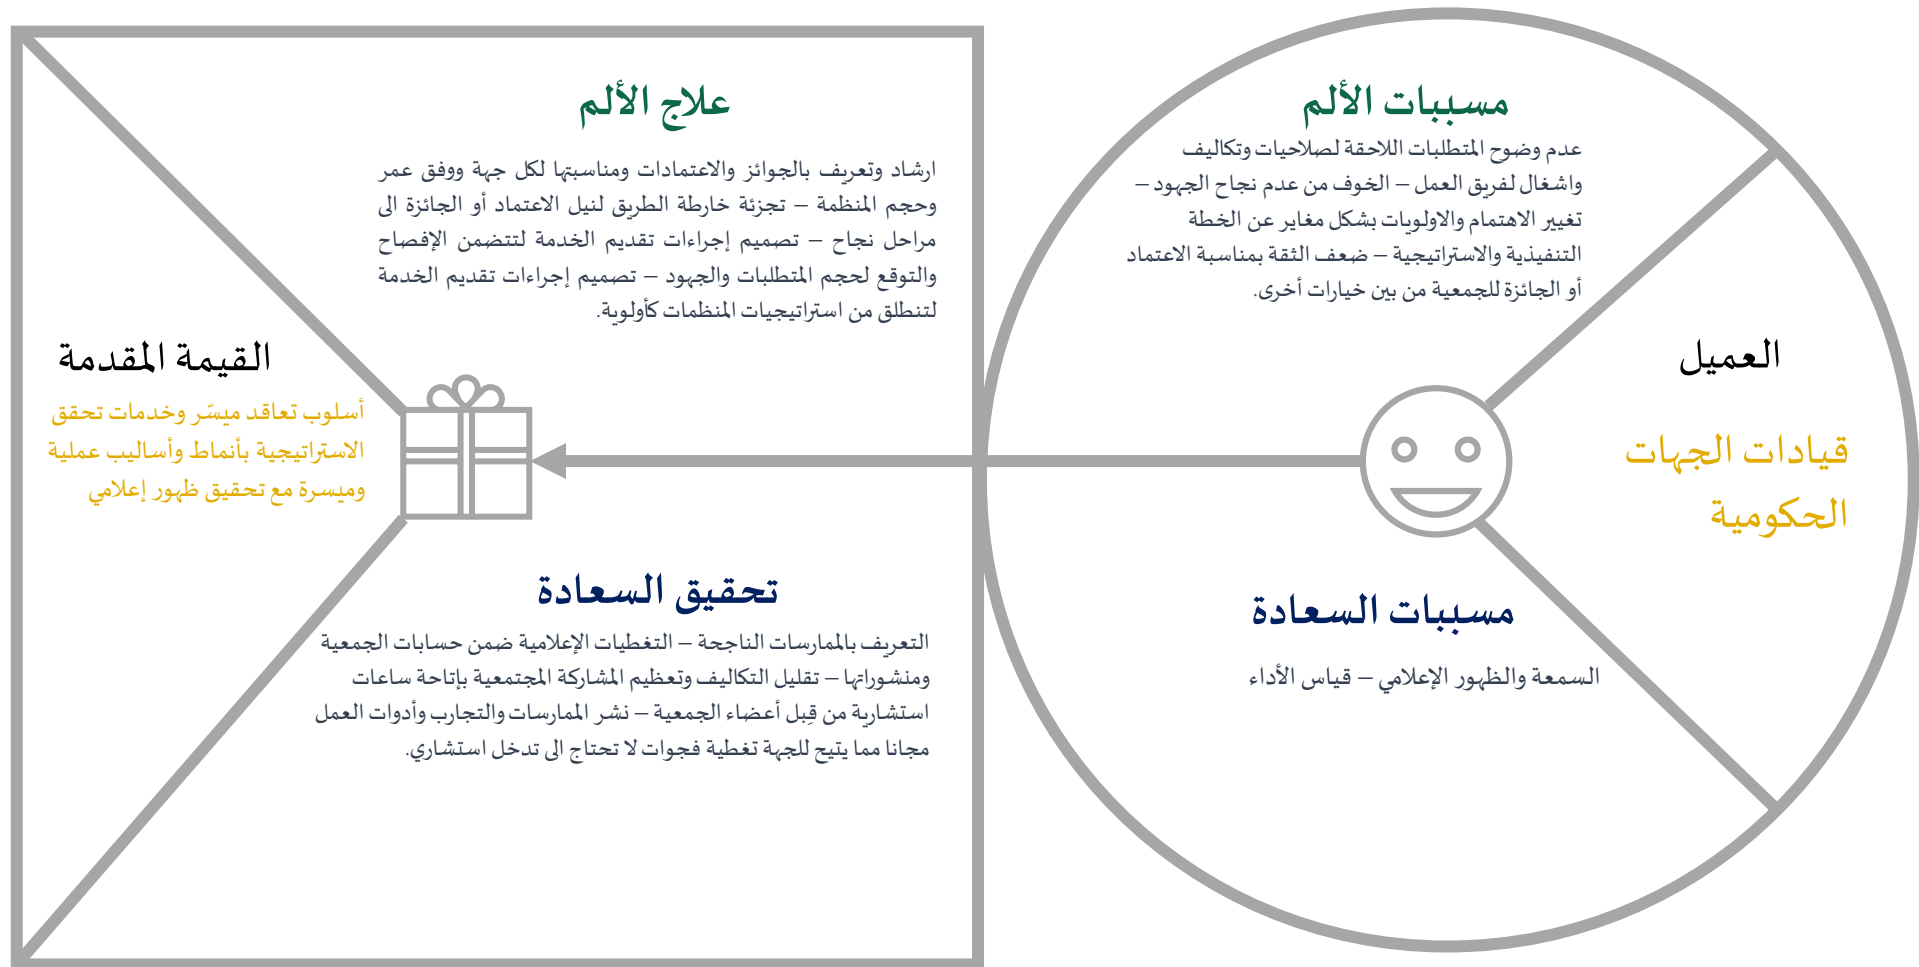 مسببات الألم
عدم وضوح المتطلبات اللاحقة لصلاحيات وتكاليف
واشغال لفريق العمل – الخوف من عدم نجاح الجهود –
تغيير الاهتمام والاولويات بشكل مغاير عن الخطة
التنفيذية والاستراتيجية – ضعف الثقة بمناسبة الاعتماد
أو الجائزة للجمعية من بين خيارات أخرى.
العميل
قيادات الجهات
الحكومية
مسببات السعادة
السمعة والظهور الإعلامي – قياس الأداء
علاج الألم
ارشاد وتعريف بالجوائز والاعتمادات ومناسبتها لكل جهة ووفق عمر
وحجم المنظمة – تجزئة خارطة الطريق لنيل الاعتماد أو الجائزة الى
مراحل نجاح – تصميم إجراءات تقديم الخدمة لتتضمن الإفصاح
والتوقع لحجم المتطلبات والجهود – تصميم إجراءات تقديم الخدمة
لتنطلق من استراتيجيات المنظمات كأولوية.
القيمة المقدمة
أسلوب تعاقد ميسّر وخدمات تحقق
الاستراتيجية بأنماط وأساليب عملية
وميسرة مع تحقيق ظهور إعلامي
تحقيق السعادة
التعريف بالممارسات الناجحة – التغطيات الإعلامية ضمن حسابات الجمعية
ومنشوراتها – تقليل التكاليف وتعظيم المشاركة المجتمعية بإتاحة ساعات
استشارية من قِبل أعضاء الجمعية – نشر الممارسات والتجارب وأدوات العمل
مجانا مما يتيح للجهة تغطية فجوات لا تحتاج الى تدخل استشاري.